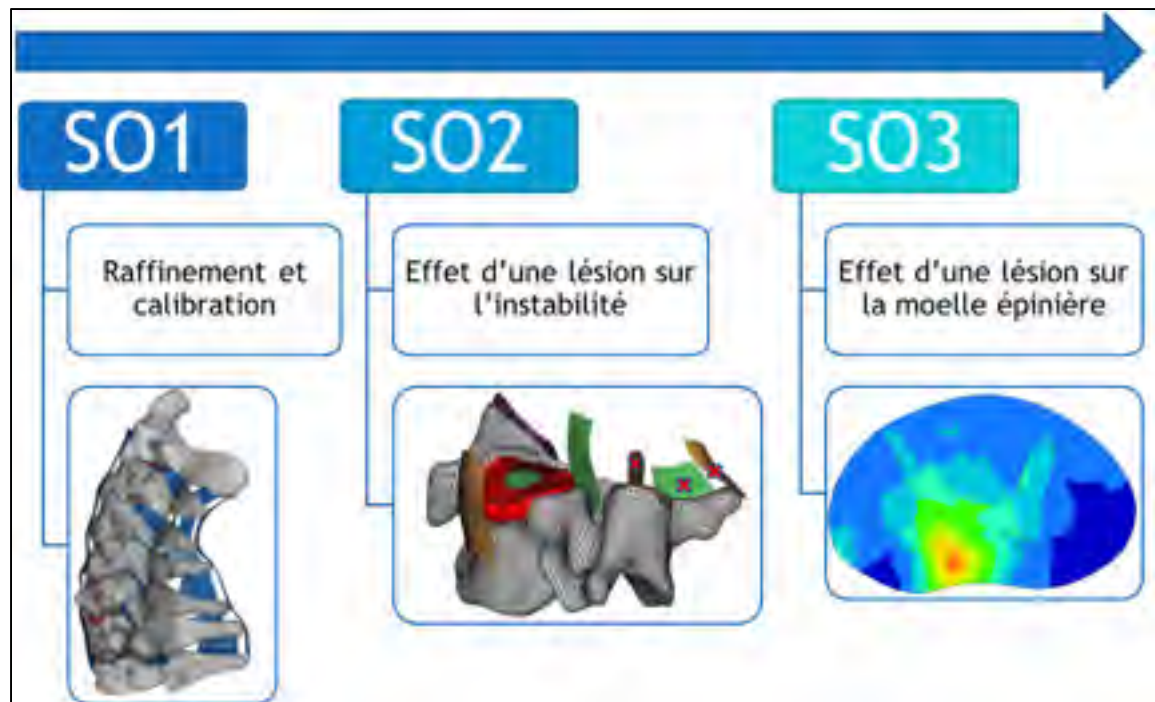 SO1
SO2
SO3
Raffinement et
calibration
Effet d'une lésion sur
l'instabilité
Effet d'une lésion sur
la moelle épinière